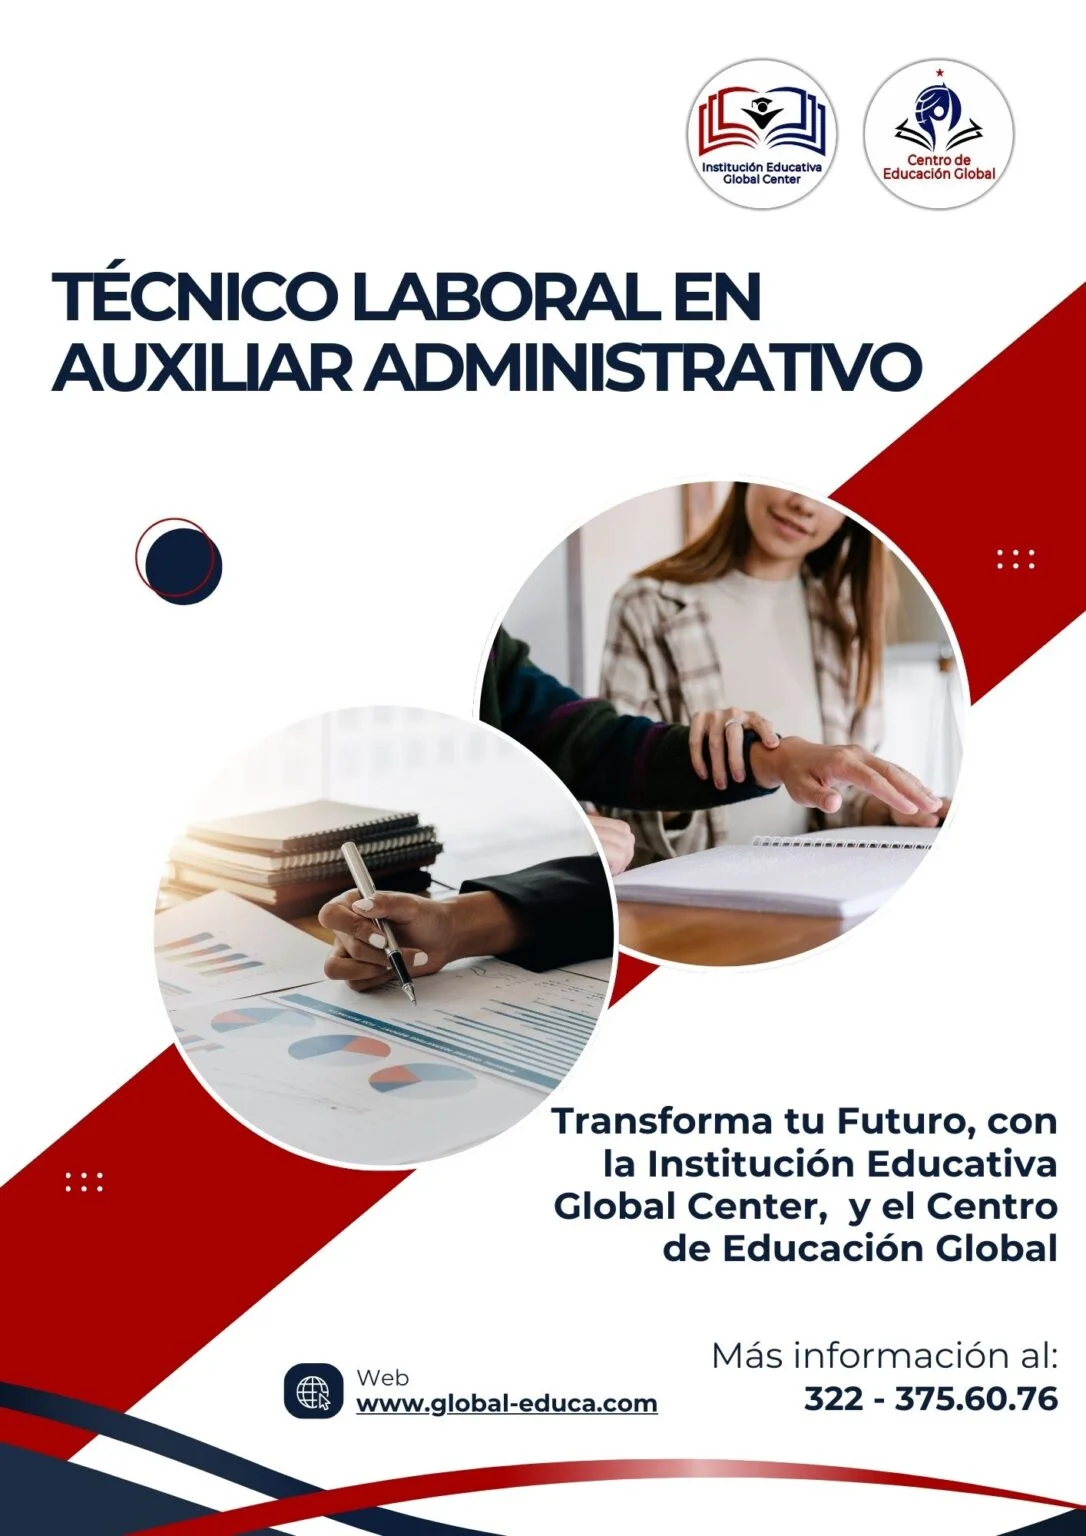 Institución Educativa
Global Center
Centro de
Educación Global
TÉCNICO LABORAL EN
AUXILIAR ADMINISTRATIVO
Transforma tu Futuro, con
la Institución Educativa
Global Center,  y el Centro
de Educación Global
Más información al:
322 - 375.60.76
Web
www.global-educa.com